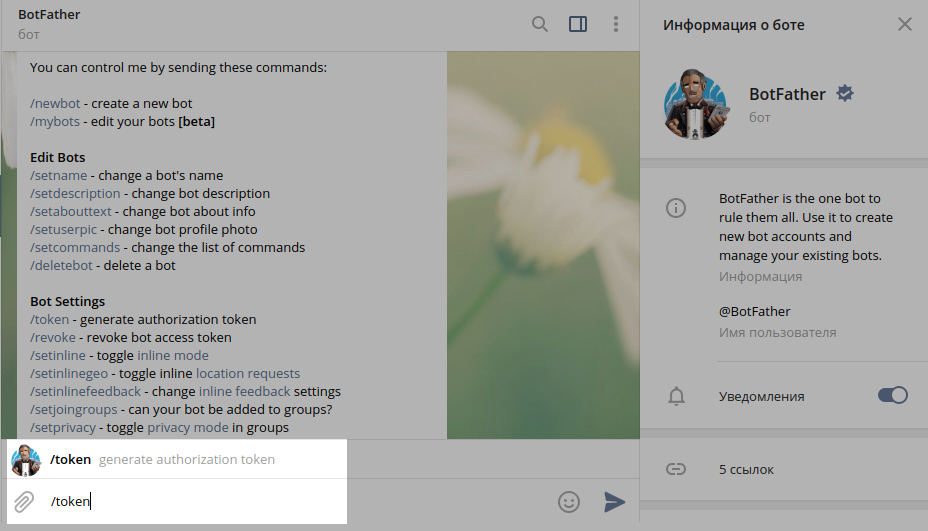 BotFather
бот
You can control me by sending these commands:
/newbot - create a new bot
/mybots - edit your bots [beta]
Edit Bots
/setname - change a bot's name
/setdescription - change bot description
/setabouttext - change bot about info
/setuserpic - change bot profile photo
/setcommands - change the list of commands
/deletebot - delete a bot
Bot Settings
/token - generate authorization token
/revoke - revoke bot access token
/setinline - toggle inline mode
/setinlinegeo - toggle inline location requests
/setinlinefeedback - change inline feedback settings
/setjoingroups - can your bot be added to groups?
/setprivacy - toggle privacy mode in groups
/token generate authorization token
/token
Информация о боте
BotFather
бот
BotFather is the one bot to
rule them all. Use it to create
new bot accounts and
manage your existing bots.
Информация
@BotFather
Имя пользователя
Уведомления
5 ссылок